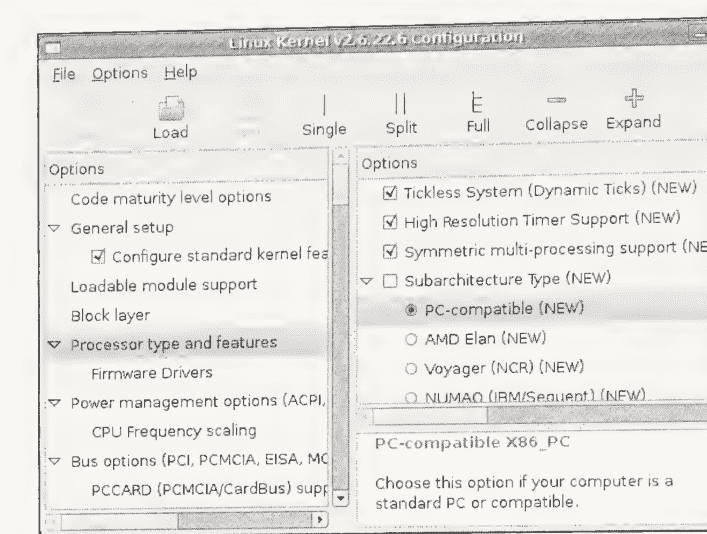 Linux Kernel v2.6.22.6 Configuration
File Options Help
Load Single Split Full Collapse Expand
Options
Code maturity level options
General setup
Configure standard kernel fea
Loadable module support
Block layer
Processor type and features
Firmware Drivers
Power management options (ACPI,
CPU Frequency scaling
Bus options (PCI, PCMCIA, EISA, MC
PCCARD (PCMCIA/CardBus) supp
Options
Tickless System (Dynamic Ticks) (NEW)
High Resolution Timer Support (NEW)
Symmetric multi-processing support (NE
Subarchitecture Type (NEW)
PC-compatible (NEW)
AMD Elan (NEW)
Voyager (NCR) (NEW)
NUMAQ (IBM/Sequent) (NEW)
PC-compatible X86_PC
Choose this option if your computer is a
standard PC or compatible.